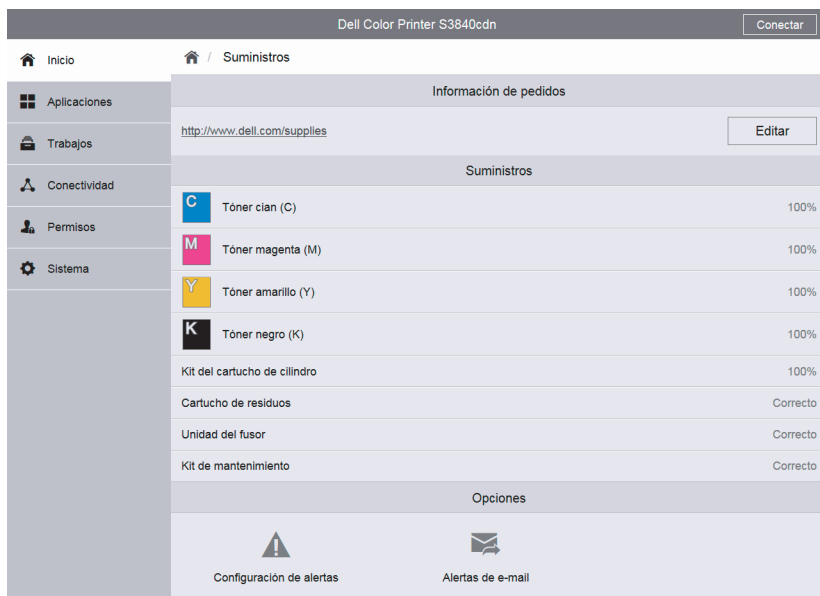 Dell Color Printer S3840cdn
Conectar
Inicio
/ Suministros
Aplicaciones
Trabajos
Conectividad
Permisos
Sistema
Información de pedidos
http://www.dell.com/supplies
Editar
Suministros
C Tóner cian (C) 100%
M Tóner magenta (M) 100%
Y Tóner amarillo (Y) 100%
K Tóner negro (K) 100%
Kit del cartucho de cilindro 100%
Cartucho de residuos Correcto
Unidad del fusor Correcto
Kit de mantenimiento Correcto
Opciones
Configuración de alertas
Alertas de e-mail